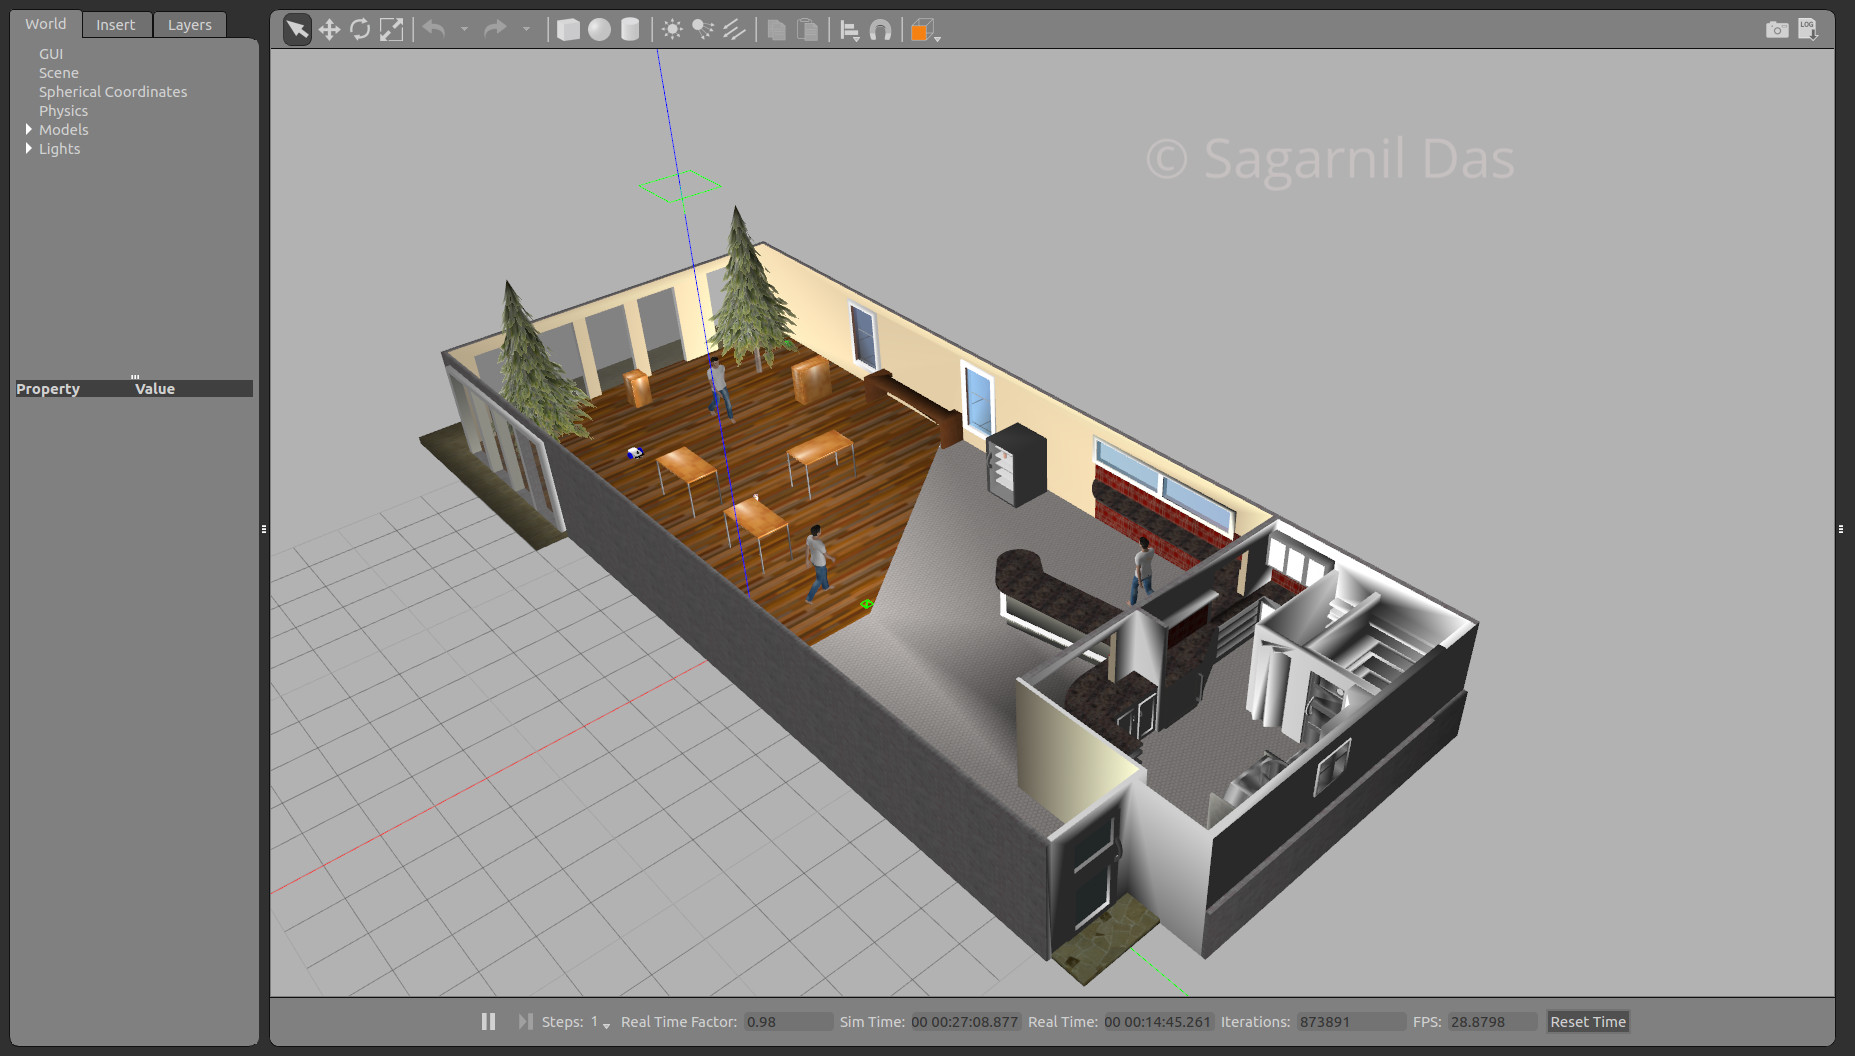 World Insert Layers
LOG
GUI
Scene
Spherical Coordinates
Physics
Models
Lights
© Sagarnil Das
Property Value
Steps: 1 Real Time Factor: 0.98 Sim Time: 00 00:27:08.877 Real Time: 00 00:14:45.261 Iterations: 873891 FPS: 28.8798 Reset Time